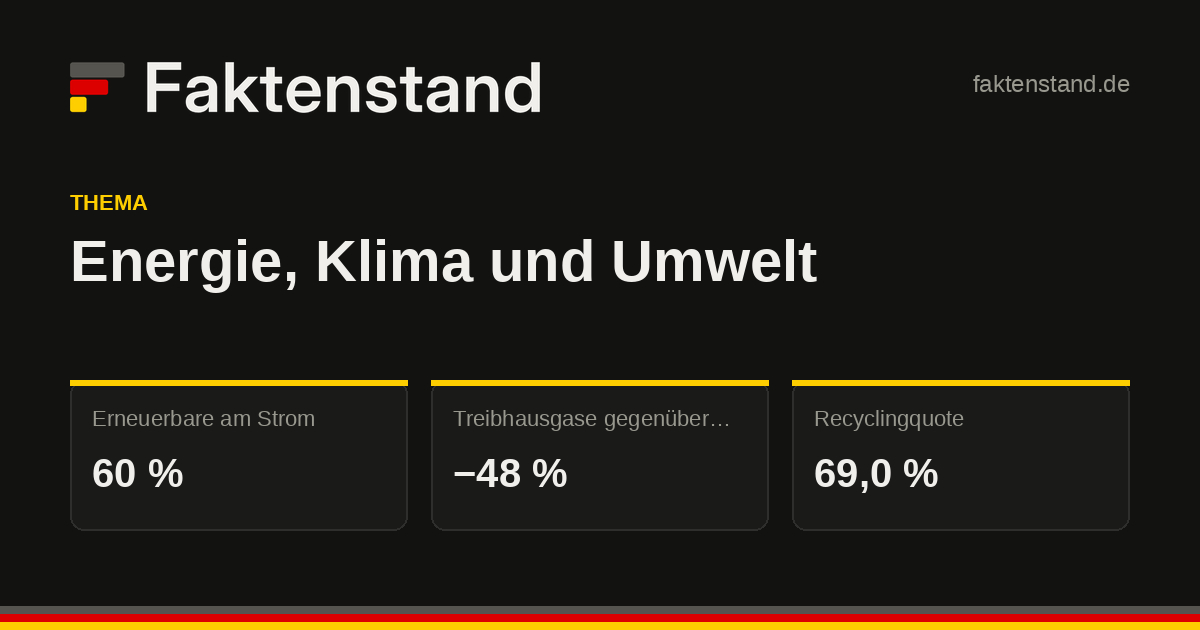 Faktenstand
faktenstand.de
THEMA
Energie, Klima und Umwelt
Erneuerbare am Strom
60 %
Treibhausgase gegenüber…
−48 %
Recyclingquote
69,0 %